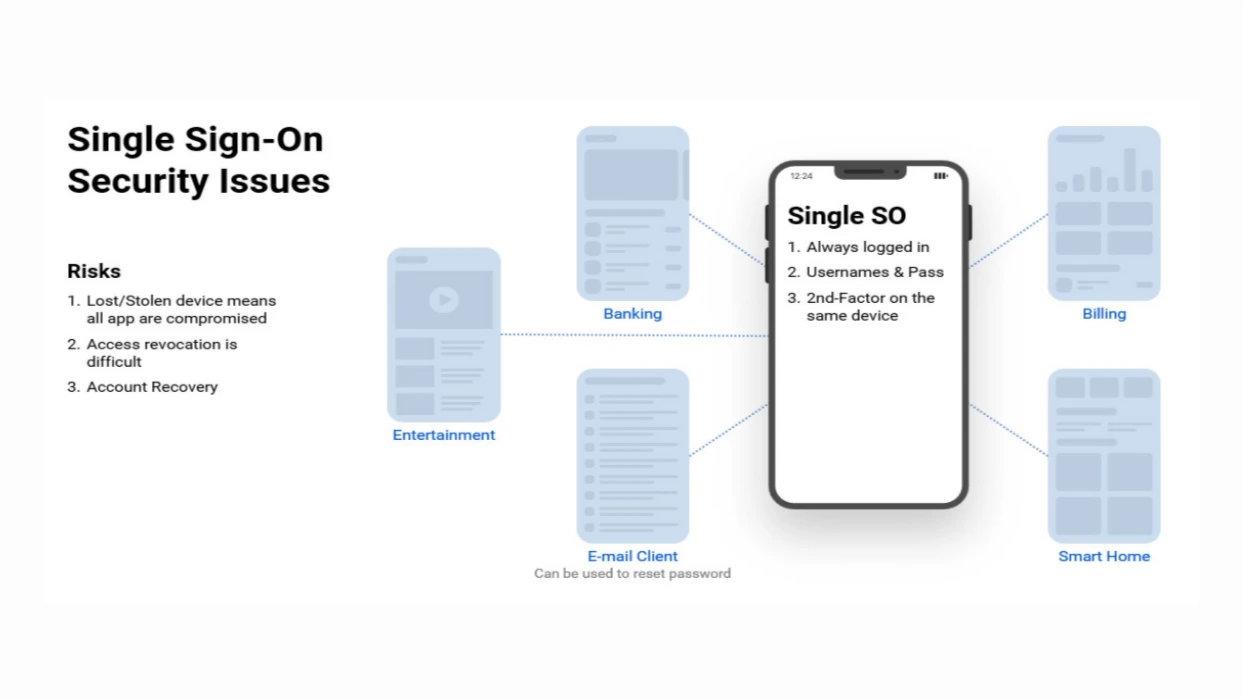 Single Sign-On
Security Issues
Risks
1. Lost/Stolen device means
all app are compromised
2. Access revocation is
difficult
3. Account Recovery
Entertainment
Banking
E-mail Client
Can be used to reset password
12:24
Single SO
1. Always logged in
2. Usernames & Pass
3. 2nd-Factor on the
same device
Billing
Smart Home